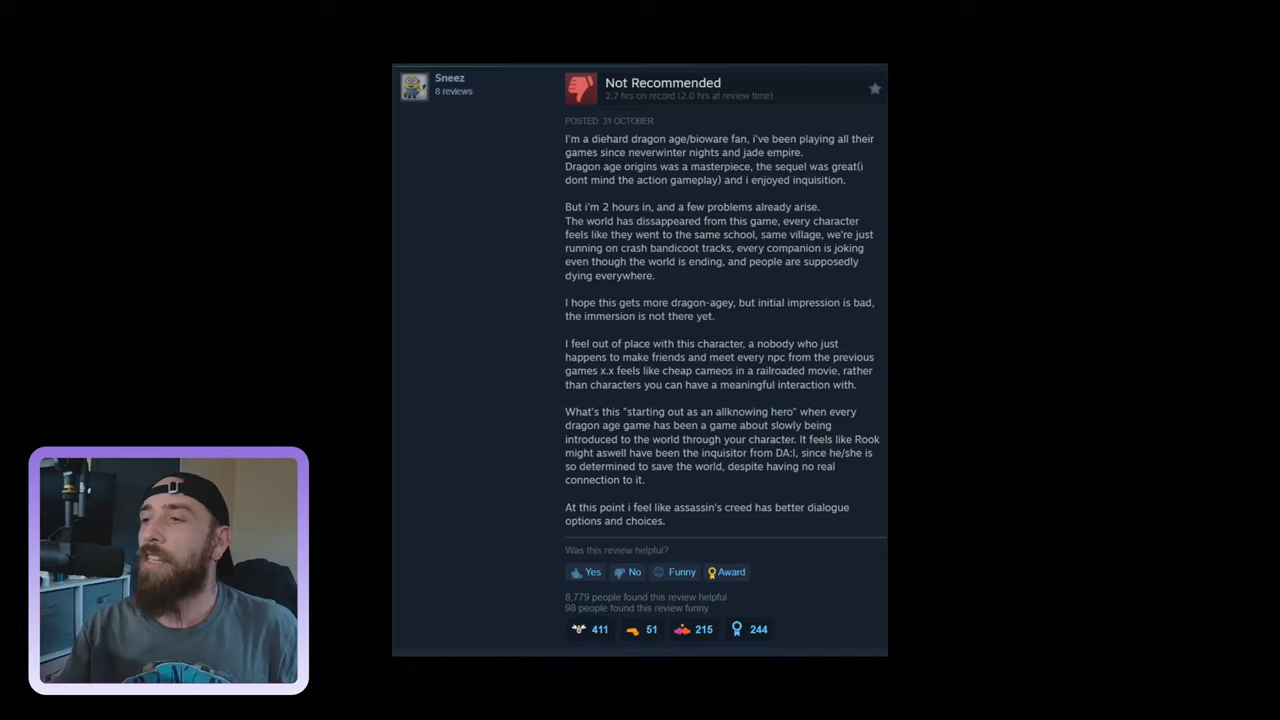 Sneez
8 reviews
Not Recommended
2.7 hrs on record (2.0 hrs at review time)
POSTED: 31 OCTOBER
I'm a diehard dragon age/bioware fan, i've been playing all their
games since neverwinter nights and jade empire.
Dragon age origins was a masterpiece, the sequel was great(i
dont mind the action gameplay) and i enjoyed inquisition.
But i'm 2 hours in, and a few problems already arise.
The world has dissappeared from this game, every character
feels like they went to the same school, same village, we're just
running on crash bandicoot tracks, every companion is joking
even though the world is ending, and people are supposedly
dying everywhere.
I hope this gets more dragon-agey, but initial impression is bad,
the immersion is not there yet.
I feel out of place with this character, a nobody who just
happens to make friends and meet every npc from the previous
games x.x feels like cheap cameos in a railroaded movie, rather
than characters you can have a meaningful interaction with.
What's this "starting out as an allknowing hero" when every
dragon age game has been a game about slowly being
introduced to the world through your character. It feels like Rook
might aswell have been the inquisitor from DA:I, since he/she is
so determined to save the world, despite having no real
connection to it.
At this point i feel like assassin's creed has better dialogue
options and choices.
Was this review helpful?
Yes No Funny Award
8,779 people found this review helpful
98 people found this review funny
411 51 215 244